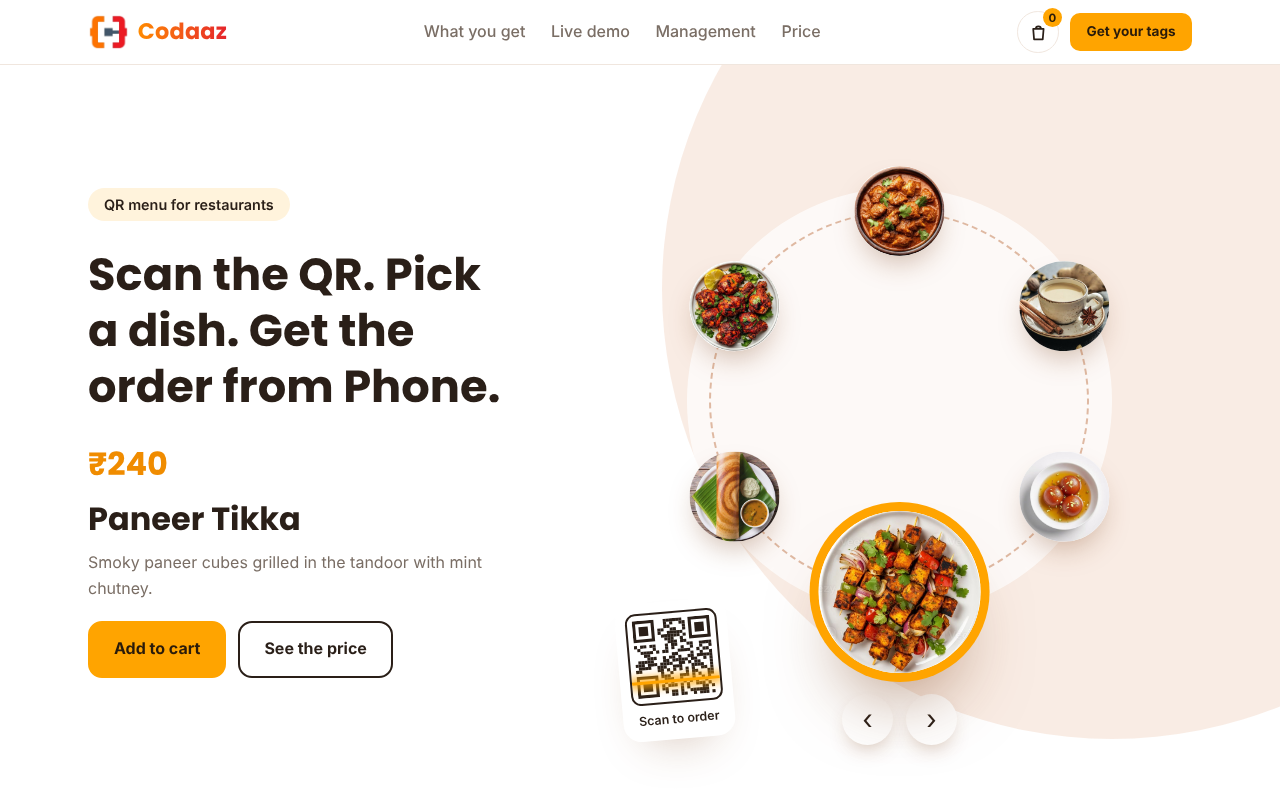 Codaaz
What you get
Live demo
Management
Price
0
Get your tags
QR menu for restaurants
Scan the QR. Pick
a dish. Get the
order from Phone.
₹240
Paneer Tikka
Smoky paneer cubes grilled in the tandoor with mint
chutney.
Add to cart
See the price
Scan to order